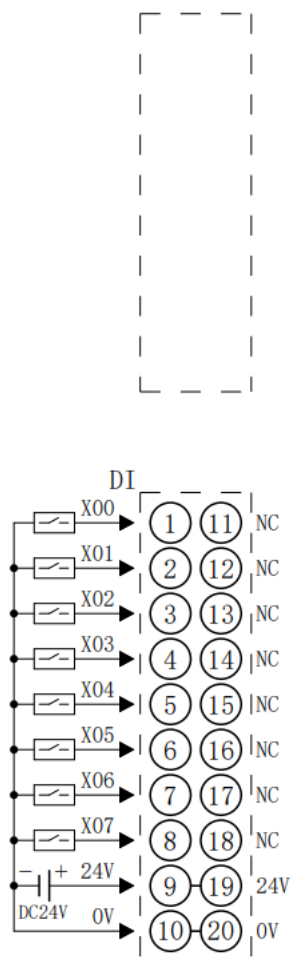 DI
X00 1 11 NC
X01 2 12 NC
X02 3 13 NC
X03 4 14 NC
X04 5 15 NC
X05 6 16 NC
X06 7 17 NC
X07 8 18 NC
- + 24V 9 19 24V
DC24V
0V 10 20 0V